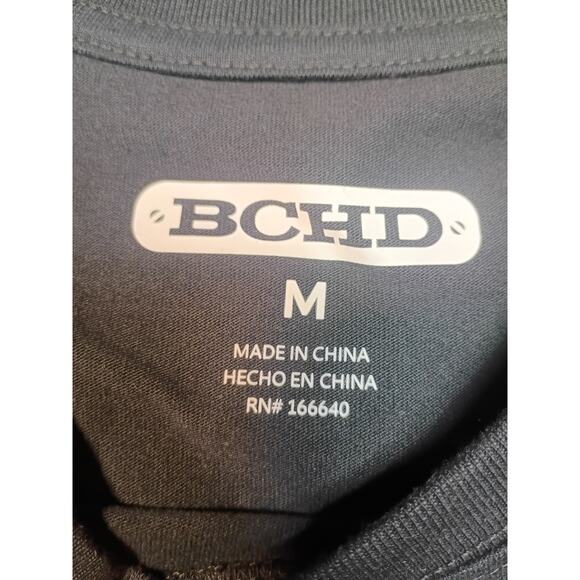 BCHD
M
MADE IN CHINA
HECHO EN CHINA
RN# 166640